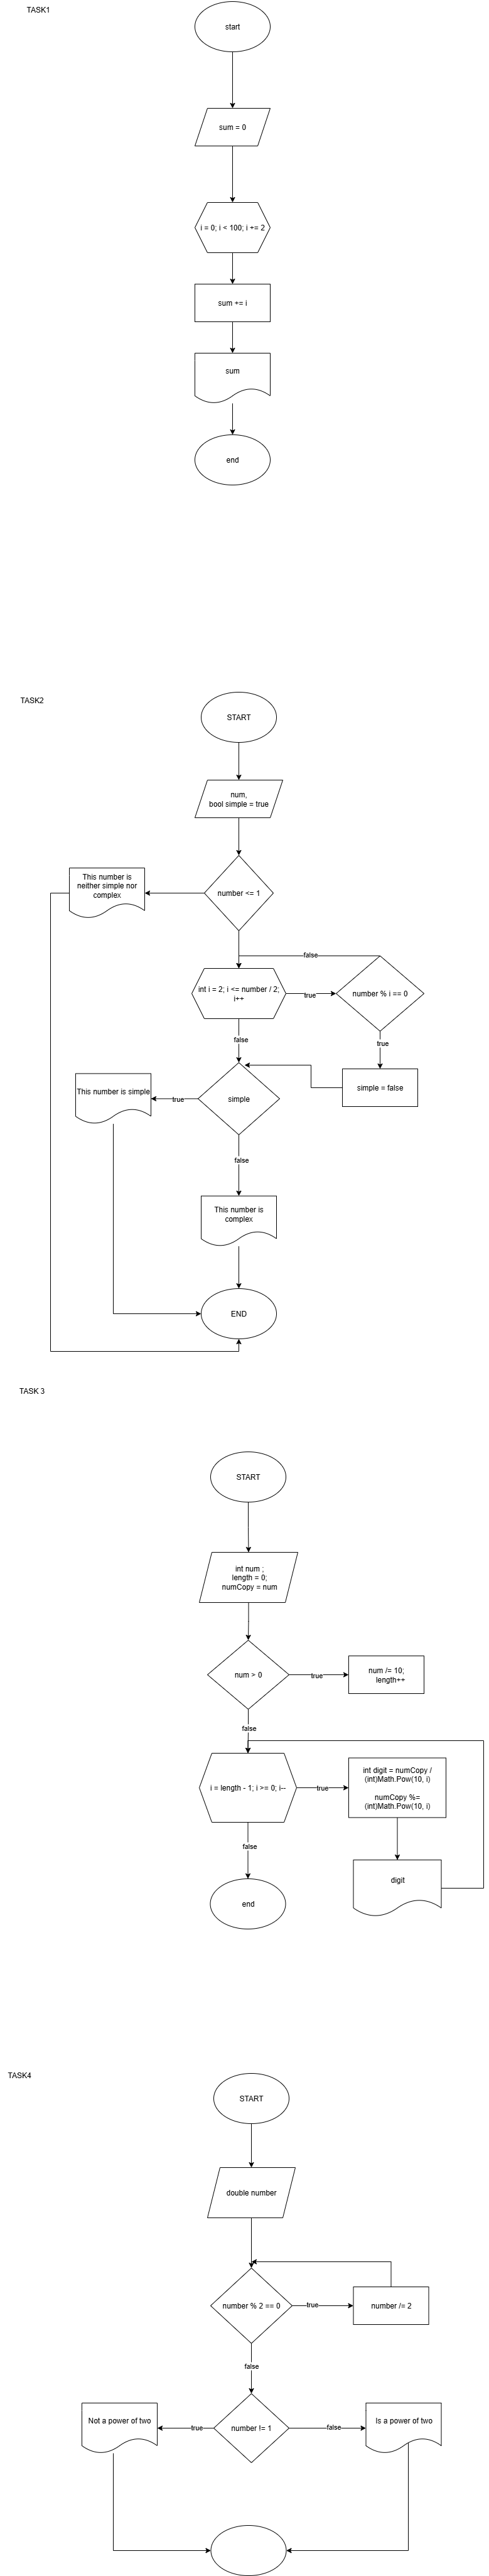 TASK1
start
sum = 0
i = 0; i < 100; i += 2
sum += i
sum
end
TASK2
START
num,
bool simple = true
This number is
neither simple nor
complex
number <= 1
false
int i = 2; i <= number / 2;
i++
true
number % i == 0
false
true
This number is simple
true
simple
simple = false
false
This number is
complex
END
TASK 3
START
int num ;
length = 0;
numCopy = num
num > 0
true
num /= 10;
length++
false
i = length - 1; i >= 0; i--
true
int digit = numCopy /
(int)Math.Pow(10, i)
numCopy %=
(int)Math.Pow(10, i)
false
digit
end
TASK4
START
double number
number % 2 == 0
true
number /= 2
false
Not a power of two
true
number != 1
false
Is a power of two